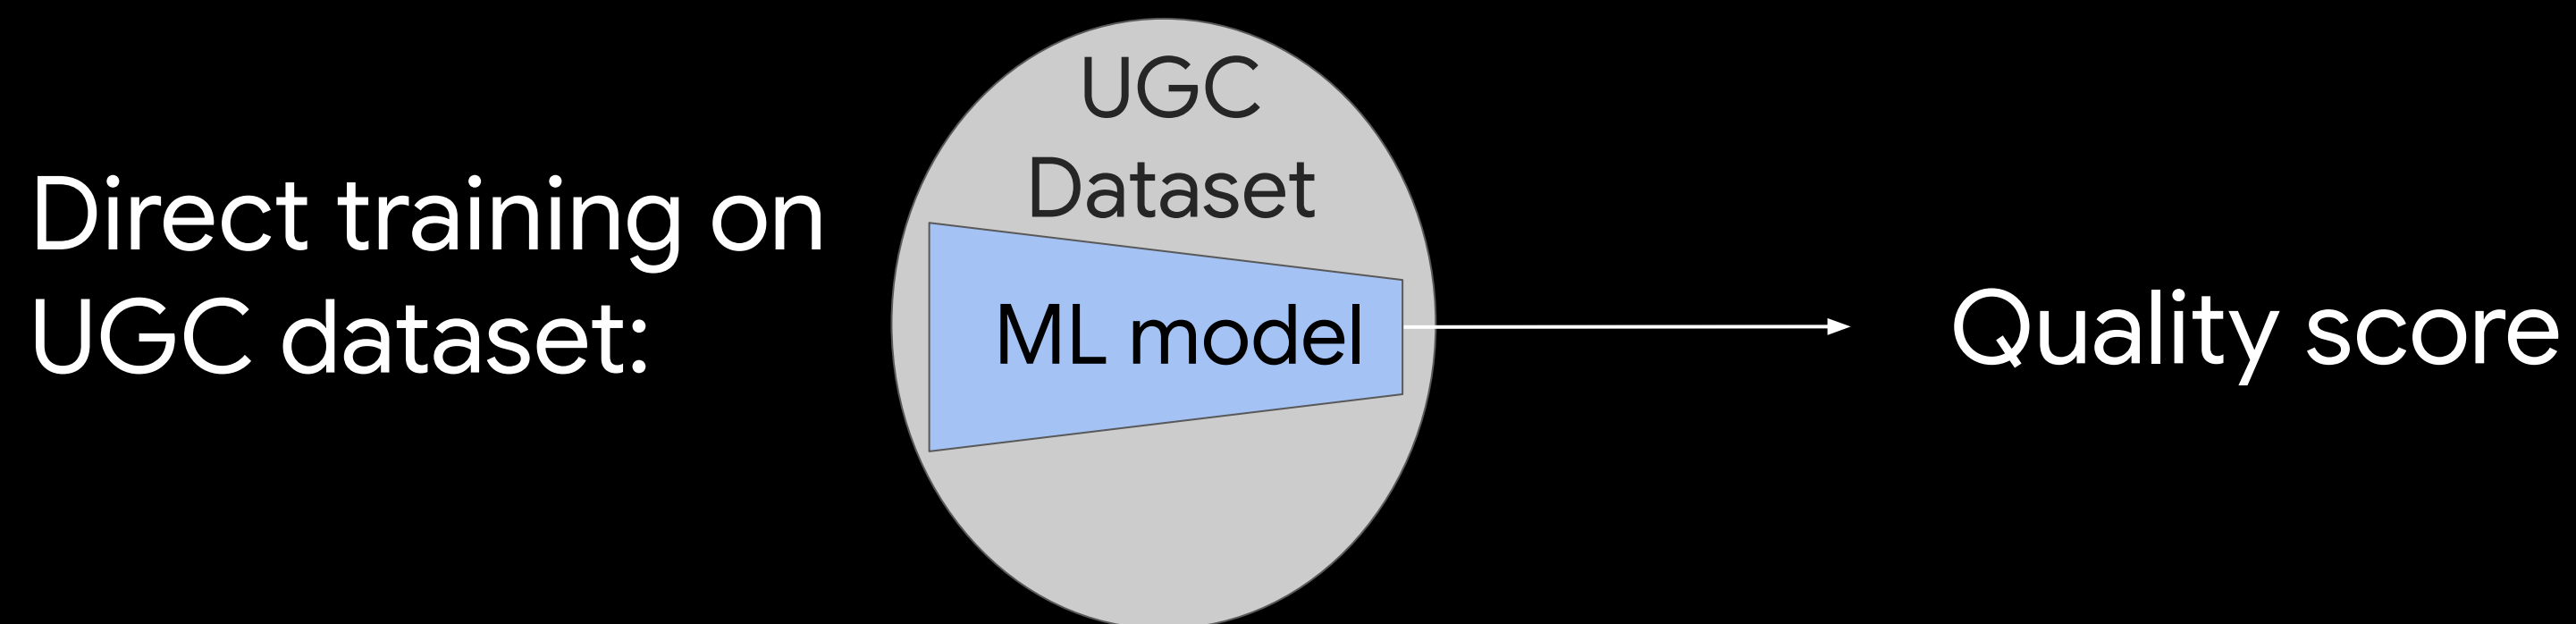 Direct training on
UGC dataset:
UGC
Dataset
ML model
Quality score